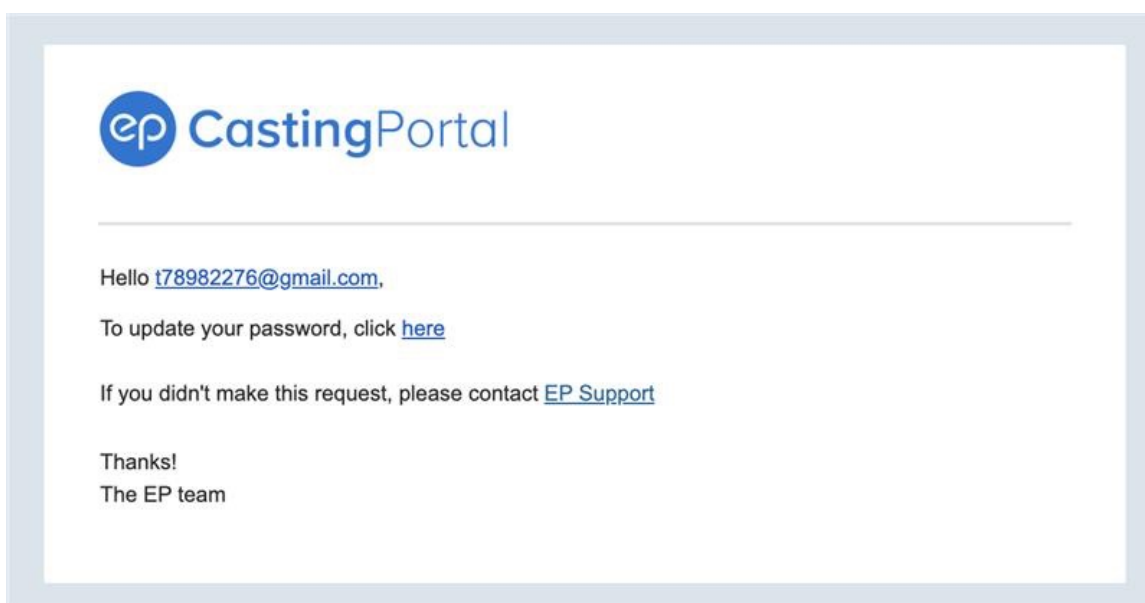 ep CastingPortal
Hello t78982276@gmail.com,
To update your password, click here
If you didn't make this request, please contact EP Support
Thanks!
The EP team